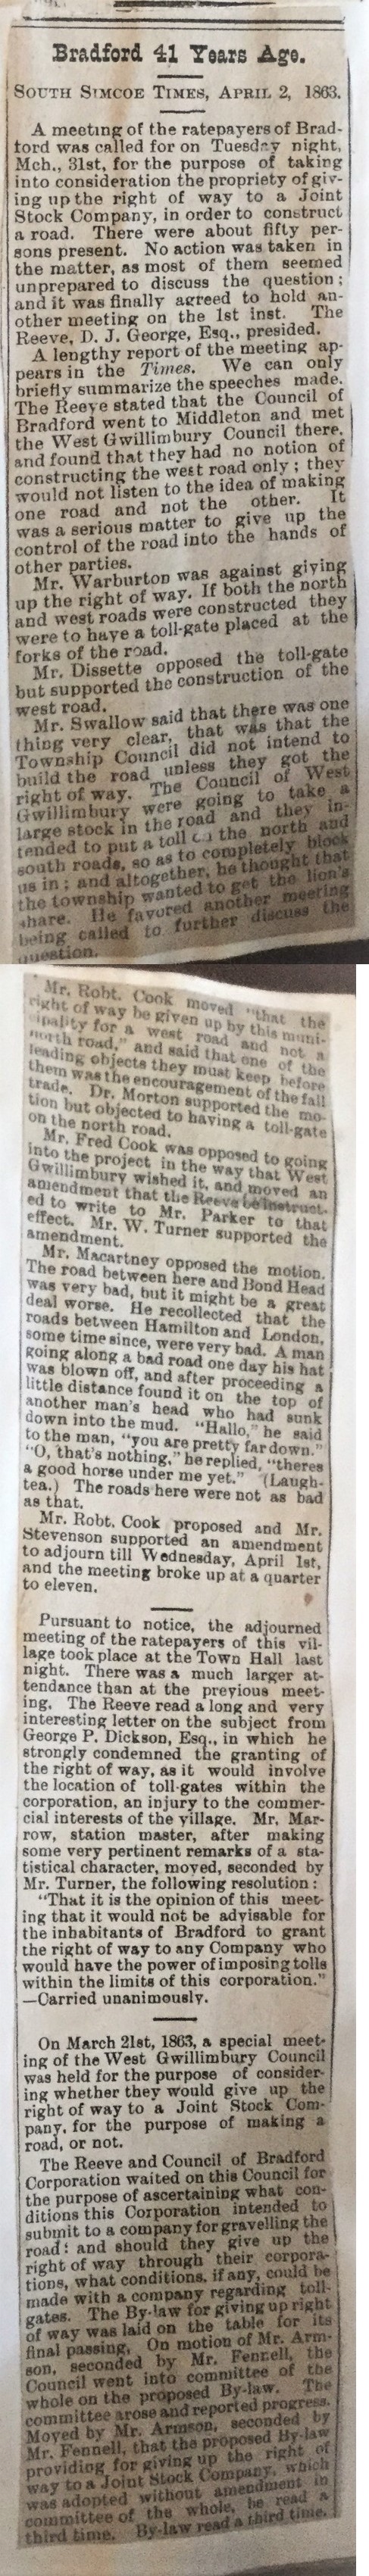 Bradford 41 Years Age.
SOUTH SIMCOE TIMES, APRIL 2, 1863.
A meeting of the ratepayers of Brad-
ford was called for on Tuesday night,
Mch., 31st, for the purpose of taking
into consideration the propriety of giv-
ing up the right of way to a Joint
Stock Company, in order to construct
a road. There were about fifty per-
sons present. No action was taken in
the matter, as most of them seemed
unprepared to discuss the question;
and it was finally agreed to hold an-
other meeting on the 1st inst. The
Reeve, D. J. George, Esq., presided.
A lengthy report of the meeting ap-
pears in the Times. We can only
briefly summarize the speeches made.
The Reeve stated that the Council of
Bradford went to Middleton and met
the West Gwillimbury Council there,
and found that they had no notion of
constructing the west road only; they
would not listen to the idea of making
one road and not the other. It
was a serious matter to give up the
control of the road into the hands of
other parties.
Mr. Warburton was against giving
up the right of way. If both the north
and west roads were constructed they
were to have a toll-gate placed at the
forks of the road.
Mr. Dissette opposed the toll-gate
but supported the construction of the
west road.
Mr. Swallow said that there was one
thing very clear, that was that the
Township Council did not intend to
build the road unless they got the
right of way. The Council of West
Gwillimbury were going to take a
large stock in the road and they in-
tended to put a toll on the north and
south roads, so as to completely block
us in; and altogether, he thought that
the township wanted to get the lion's
share. He favored another meeting
being called to further discuss the
question.
Mr. Robt. Cook moved "that the
right of way be given up by this muni-
cipality for a west road and not a
north road," and said that one of the
leading objects they must keep before
them was the encouragement of the fall
trade. Dr. Morton supported the mo-
tion but objected to having a toll-gate
on the north road.
Mr. Fred Cook was opposed to going
into the project in the way that West
Gwillimbury wished it, and moved an
amendment that the Reeve be instruct-
ed to write to Mr. Parker to that
effect. Mr. W. Turner supported the
amendment.
Mr. Macartney opposed the motion.
The road between here and Bond Head
was very bad, but it might be a great
deal worse. He recollected that the
roads between Hamilton and London,
some time since, were very bad. A man
going along a bad road one day his hat
was blown off, and after proceeding a
little distance found it on the top of
another man's head who had sunk
down into the mud. "Hallo," he said
to the man, "you are pretty far down."
"O, that's nothing," he replied, "theres
a good horse under me yet." (Laugh-
tea.) The roads here were not as bad
as that.
Mr. Robt. Cook proposed and Mr.
Stevenson supported an amendment
to adjourn till Wednesday, April 1st,
and the meeting broke up at a quarter
to eleven.
Pursuant to notice, the adjourned
meeting of the ratepayers of this vil-
lage took place at the Town Hall last
night. There was a much larger at-
tendance than at the previous meet-
ing. The Reeve read a long and very
interesting letter on the subject from
George P. Dickson, Esq., in which he
strongly condemned the granting of
the right of way, as it would involve
the location of toll-gates within the
corporation, an injury to the commer-
cial interests of the village. Mr. Mar-
row, station master, after making
some very pertinent remarks of a sta-
tistical character, moved, seconded by
Mr. Turner, the following resolution:
"That it is the opinion of this meet-
ing that it would not be advisable for
the inhabitants of Bradford to grant
the right of way to any Company who
would have the power of imposing tolls
within the limits of this corporation."
—Carried unanimously.
On March 21st, 1863, a special meet-
ing of the West Gwillimbury Council
was held for the purpose of consider-
ing whether they would give up the
right of way to a Joint Stock Com-
pany, for the purpose of making a
road, or not.
The Reeve and Council of Bradford
Corporation waited on this Council for
the purpose of ascertaining what con-
ditions this Corporation intended to
submit to a company for gravelling the
road; and should they give up the
right of way through their corpora-
tions, what conditions, if any, could be
made with a company regarding toll-
gates. The By-law for giving up right
of way was laid on the table for its
final passing. On motion of Mr. Arm-
son, seconded by Mr. Fennell, the
Council went into committee of the
whole on the proposed By-law. The
committee arose and reported progress.
Moved by Mr. Armson, seconded by
Mr. Fennell, that the proposed By-law
providing for giving up the right of
way to a Joint Stock Company, which
was adopted without amendment in
committee of the whole, be read a
third time. By-law read a third time.